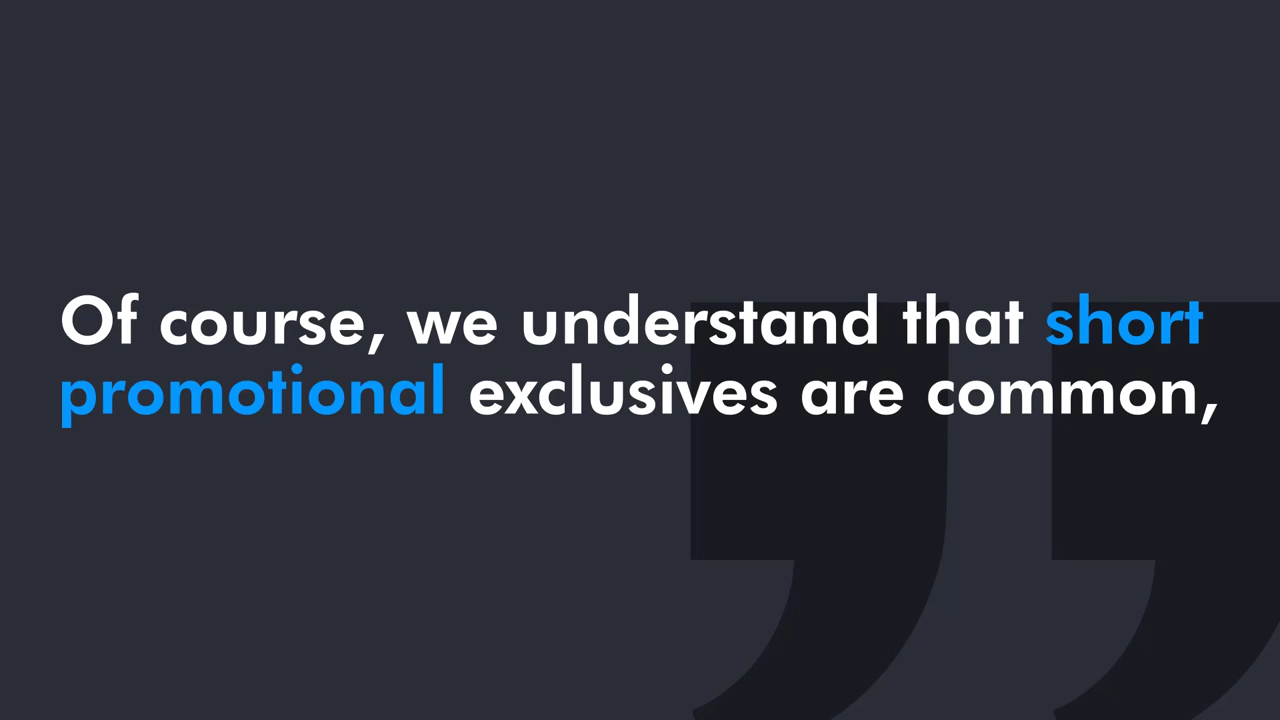 Of course, we understand that short
promotional exclusives are common,